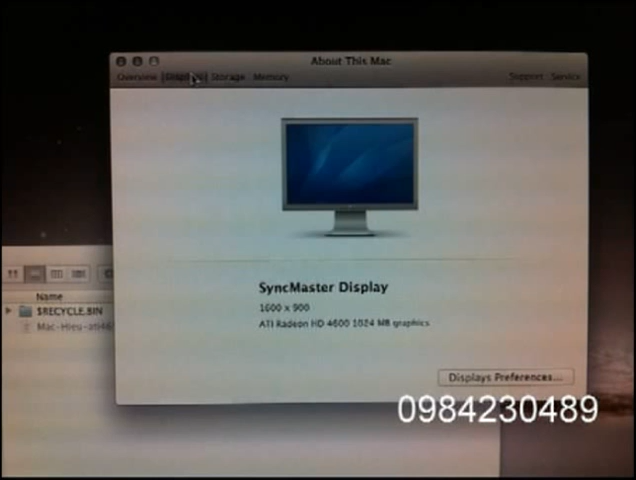 About This Mac
Overview Displays Storage Memory Support Service
SyncMaster Display
1600 x 900
ATI Radeon HD 4600 1024 MB graphics
Displays Preferences...
Name
$RECYCLE.BIN
0984230489